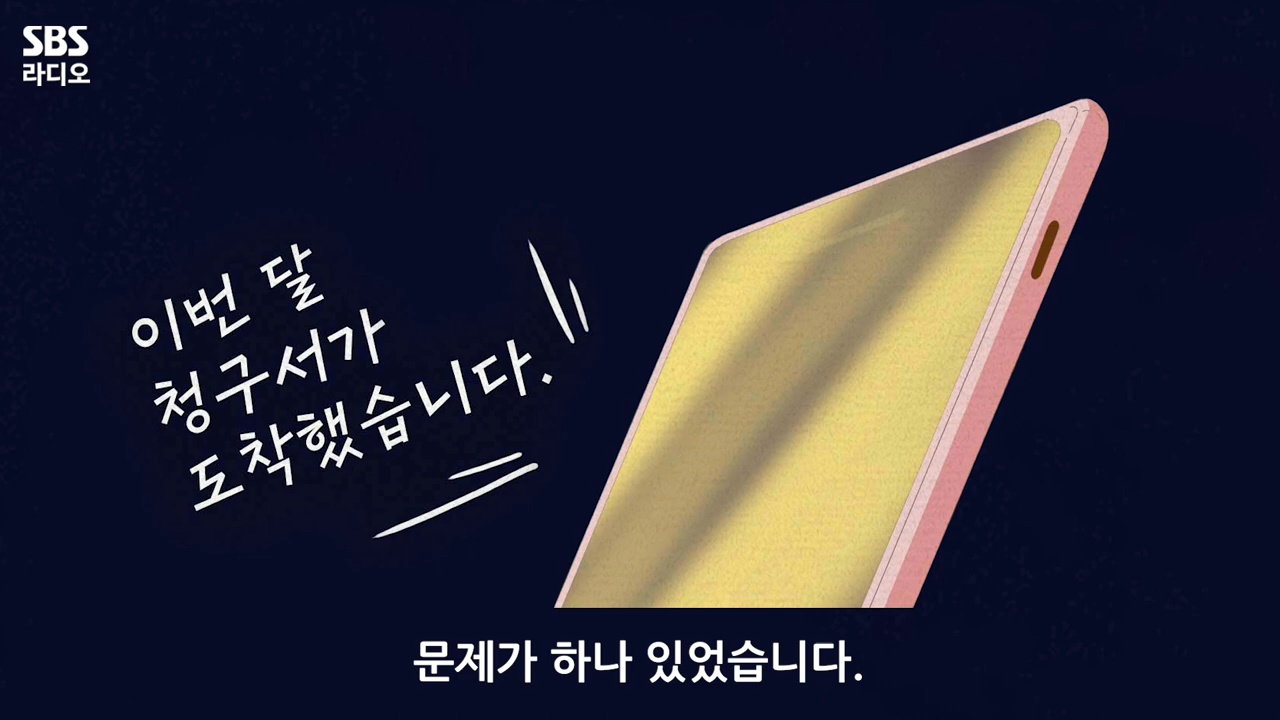 SBS
라디오
이번 달
청구서가
도착했습니다.
문제가 하나 있었습니다.